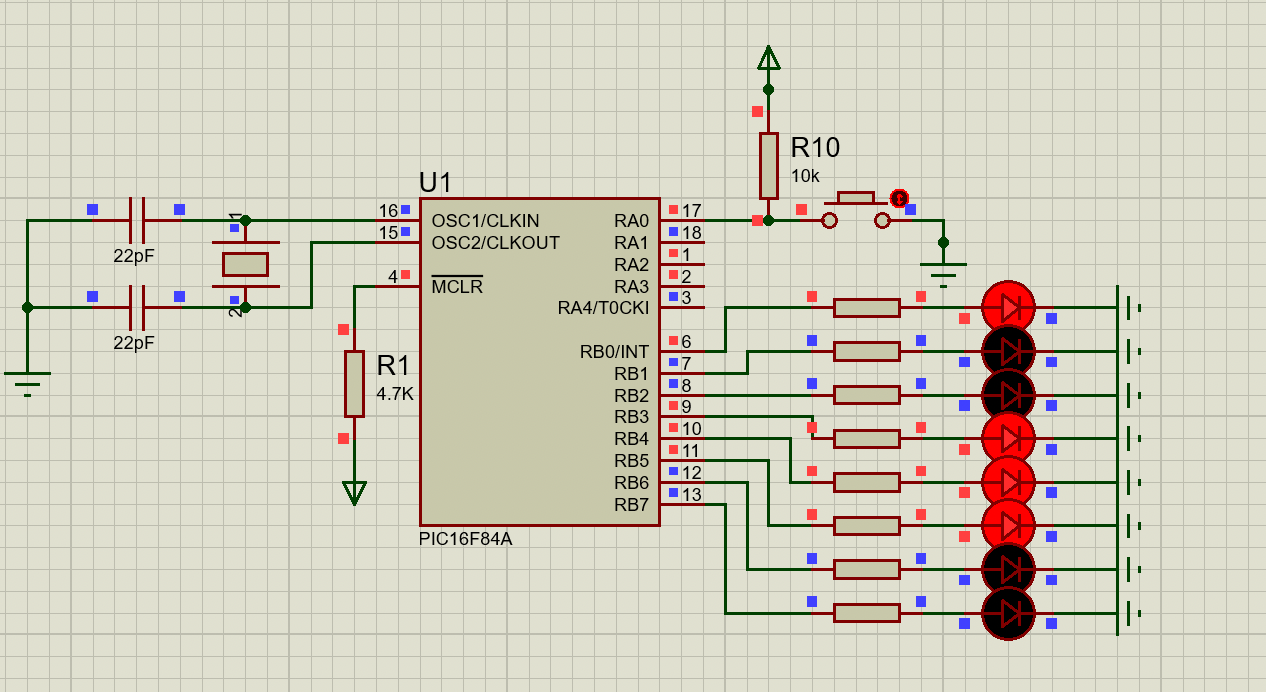 R10
10k
U1
16 OSC1/CLKIN RA0 17
15 OSC2/CLKOUT RA1 18
RA2 1
4 MCLR RA3 2
RA4/T0CKI 3
1
22pF
2
22pF
RB0/INT 6
RB1 7
RB2 8
RB3 9
RB4 10
RB5 11
RB6 12
RB7 13
R1
4.7K
PIC16F84A